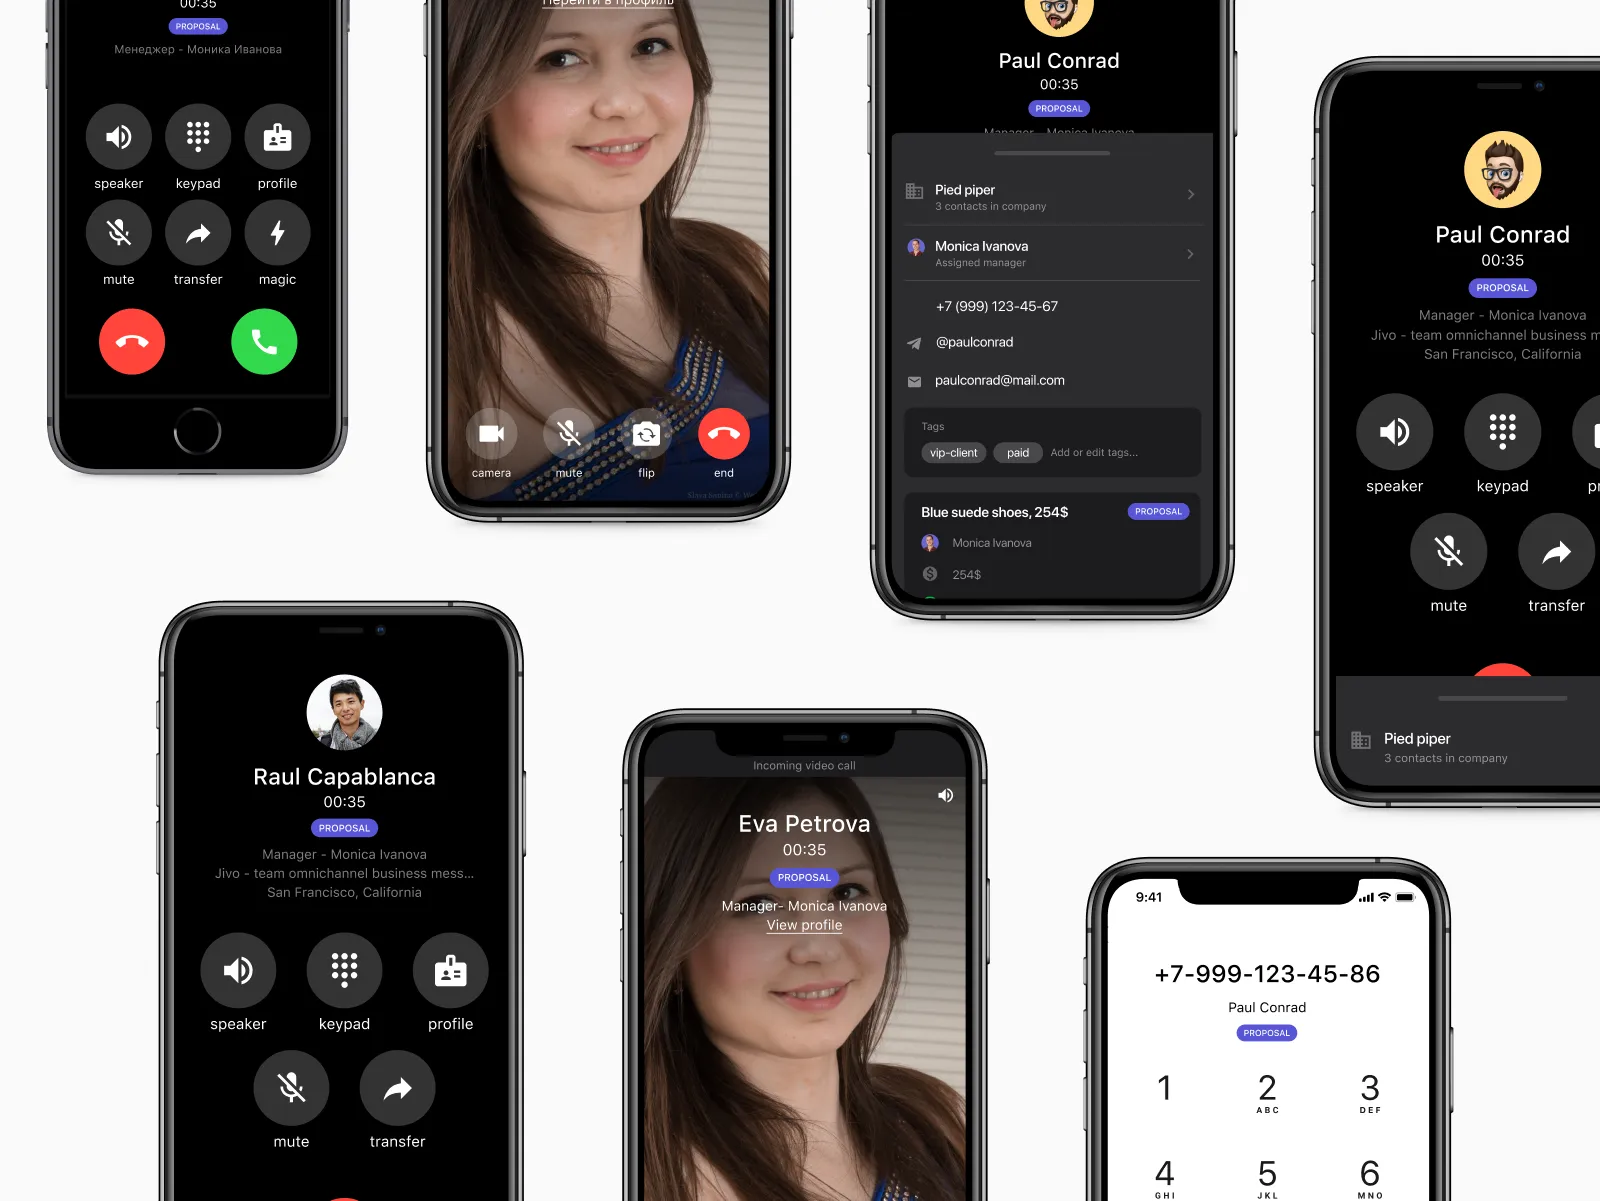 00:35
PROPOSAL
Менеджер - Моника Иванова
speaker
keypad
profile
mute
transfer
magic
Перейти в профиль
camera
mute
flip
end
Paul Conrad
00:35
PROPOSAL
Manager - Monica Ivanova
Pied piper
3 contacts in company
Monica Ivanova
Assigned manager
+7 (999) 123-45-67
@paulconrad
paulconrad@mail.com
Tags
vip-client
paid
Add or edit tags...
Blue suede shoes, 254$
PROPOSAL
Monica Ivanova
254$
Paul Conrad
00:35
PROPOSAL
Manager - Monica Ivanova
Jivo - team omnichannel business m
San Francisco, California
speaker
keypad
pr
mute
transfer
Pied piper
3 contacts in company
Raul Capablanca
00:35
PROPOSAL
Manager - Monica Ivanova
Jivo - team omnichannel business mess...
San Francisco, California
speaker
keypad
profile
mute
transfer
Incoming video call
Eva Petrova
00:35
PROPOSAL
Manager- Monica Ivanova
View profile
9:41
+7-999-123-45-86
Paul Conrad
PROPOSAL
1
2
3
ABC
DEF
4
5
6
GHI
JKL
MNO